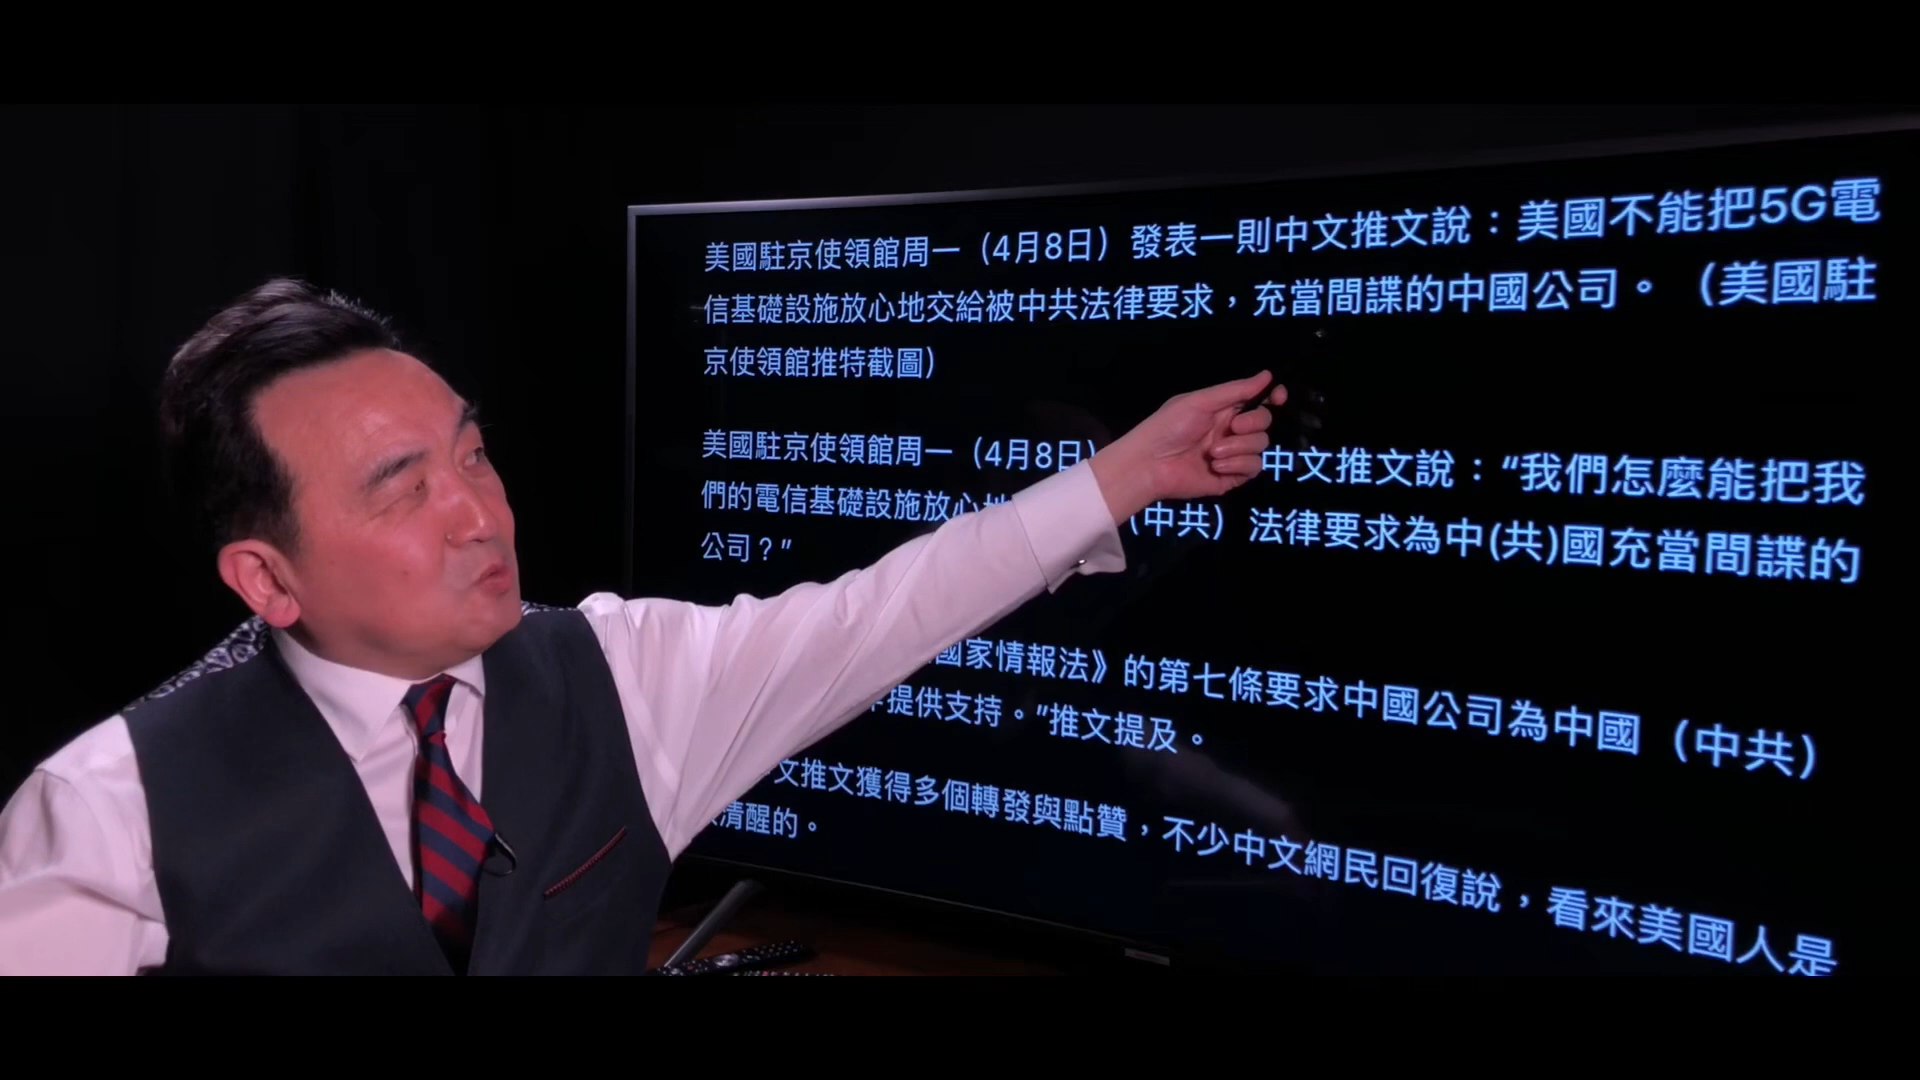 美國駐京使領館周一（4月8日）發表一則中文推文說：美國不能把5G電
信基礎設施放心地交給被中共法律要求，充當間諜的中國公司。（美國駐
京使領館推特截圖）
美國駐京使領館周一（4月8日） 中文推文說：“我們怎麼能把我
們的電信基礎設施放心地 （中共）法律要求為中(共)國充當間諜的
公司？”
國家情報法》的第七條要求中國公司為中國（中共）
提供支持。”推文提及。
文推文獲得多個轉發與點贊，不少中文網民回復說，看來美國人是
清醒的。